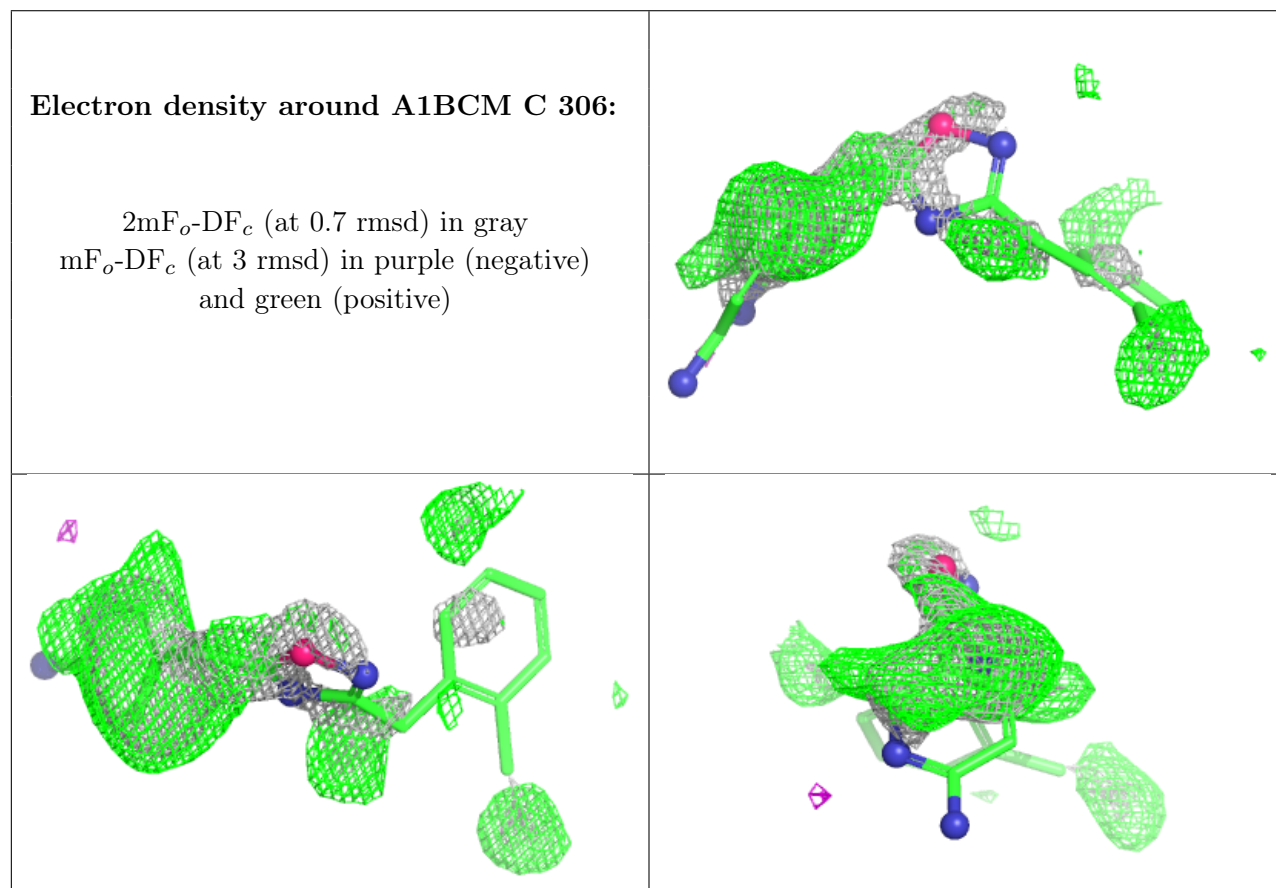 Electron density around A1BCM C 306:
2mFo-DFc (at 0.7 rmsd) in gray
mFo-DFc (at 3 rmsd) in purple (negative)
and green (positive)